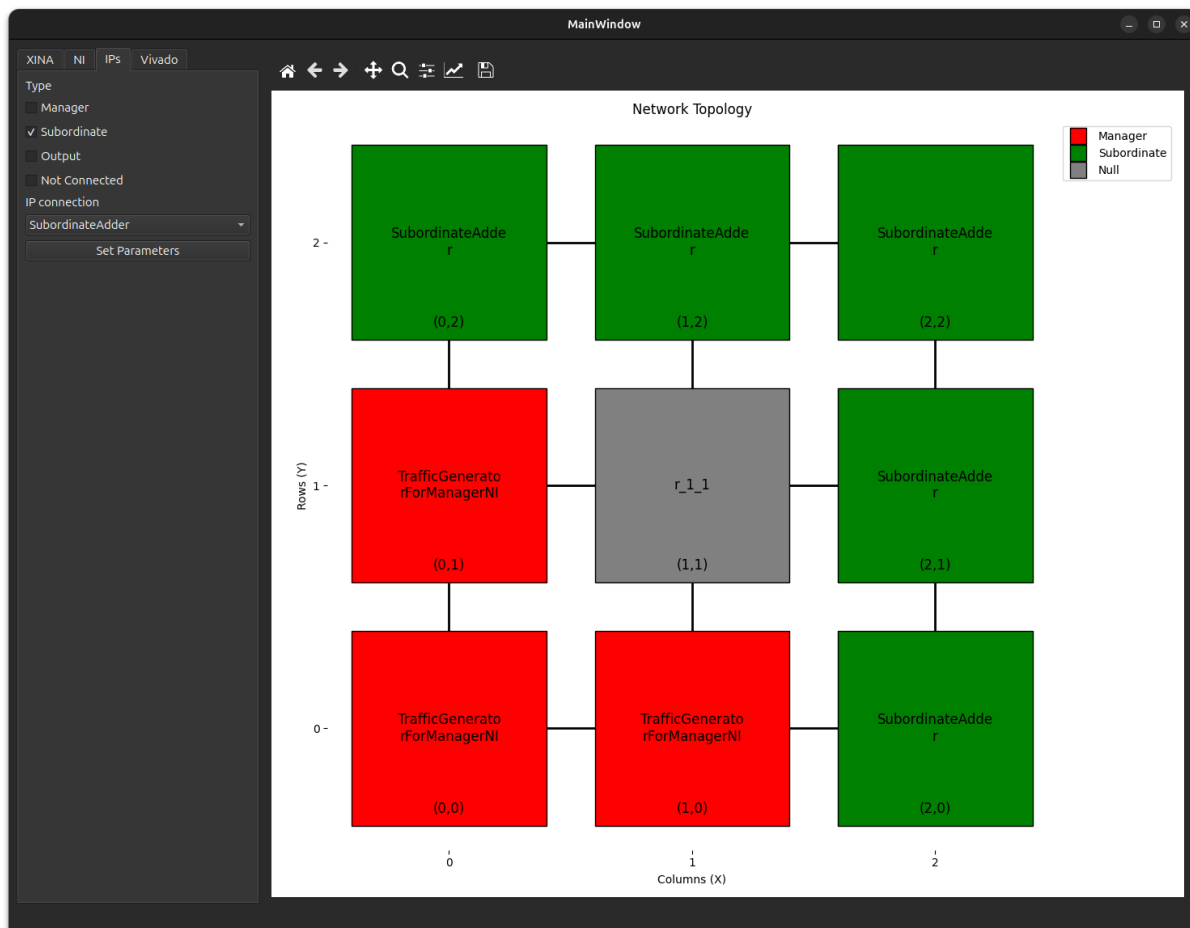 MainWindow
XINA NI IPs Vivado
Type
Manager
Subordinate
Output
Not Connected
IP connection
SubordinateAdder
Set Parameters
Network Topology
Manager
Subordinate
Null
Rows (Y)
2
SubordinateAdde
r
(0,2)
SubordinateAdde
r
(1,2)
SubordinateAdde
r
(2,2)
1
TrafficGenerato
rForManagerNI
(0,1)
r_1_1
(1,1)
SubordinateAdde
r
(2,1)
0
TrafficGenerato
rForManagerNI
(0,0)
TrafficGenerato
rForManagerNI
(1,0)
SubordinateAdde
r
(2,0)
0 1 2
Columns (X)